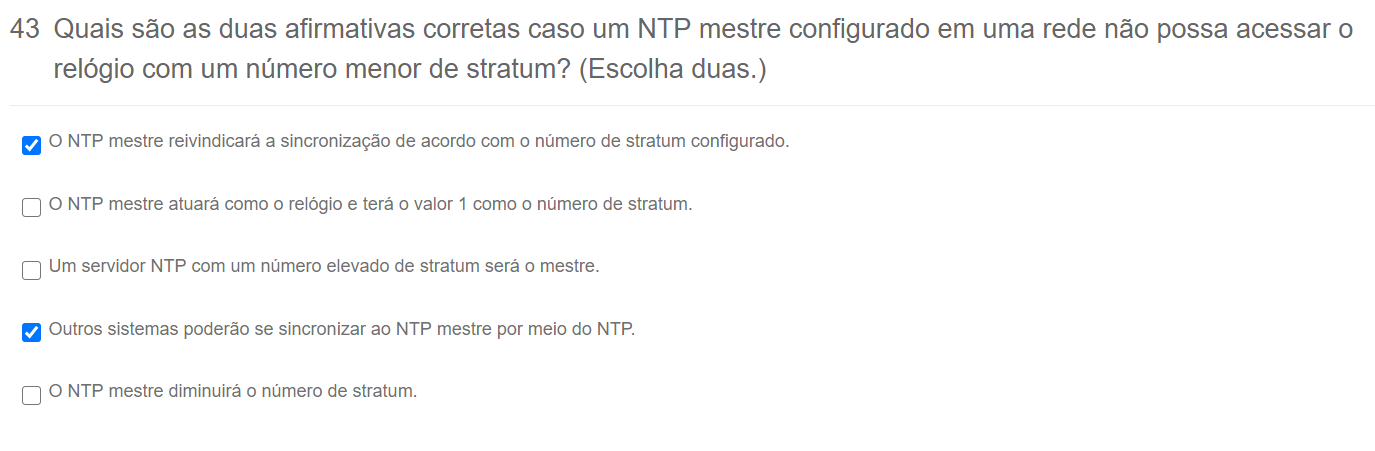 43 Quais são as duas afirmativas corretas caso um NTP mestre configurado em uma rede não possa acessar o
relógio com um número menor de stratum? (Escolha duas.)
O NTP mestre reivindicará a sincronização de acordo com o número de stratum configurado.
O NTP mestre atuará como o relógio e terá o valor 1 como o número de stratum.
Um servidor NTP com um número elevado de stratum será o mestre.
Outros sistemas poderão se sincronizar ao NTP mestre por meio do NTP.
O NTP mestre diminuirá o número de stratum.